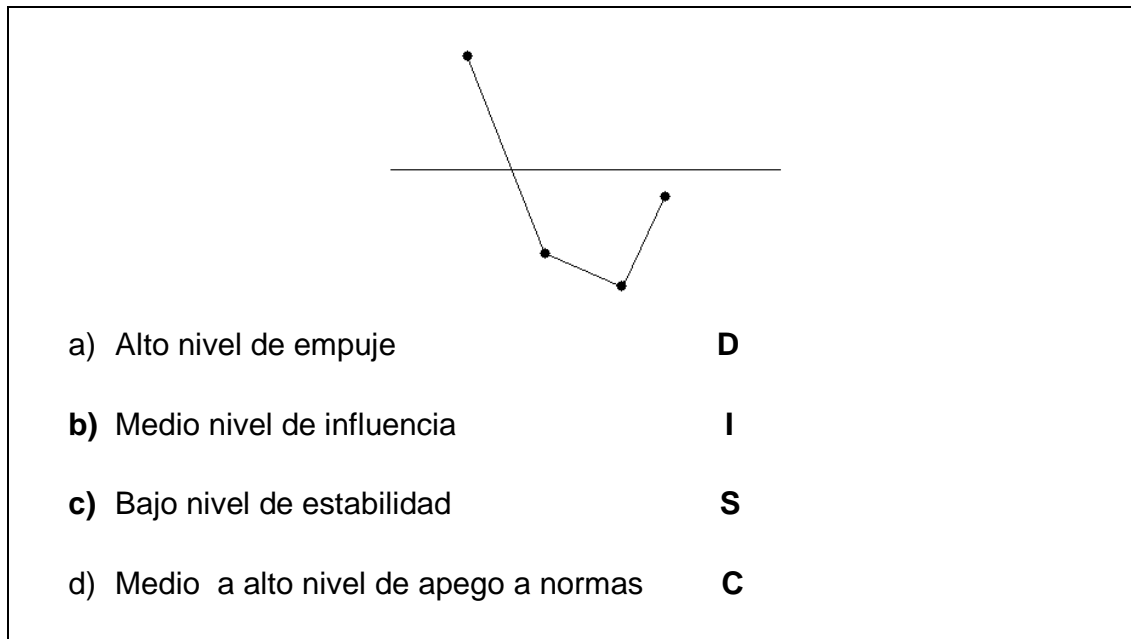 a) Alto nivel de empuje D
b) Medio nivel de influencia I
c) Bajo nivel de estabilidad S
d) Medio a alto nivel de apego a normas C